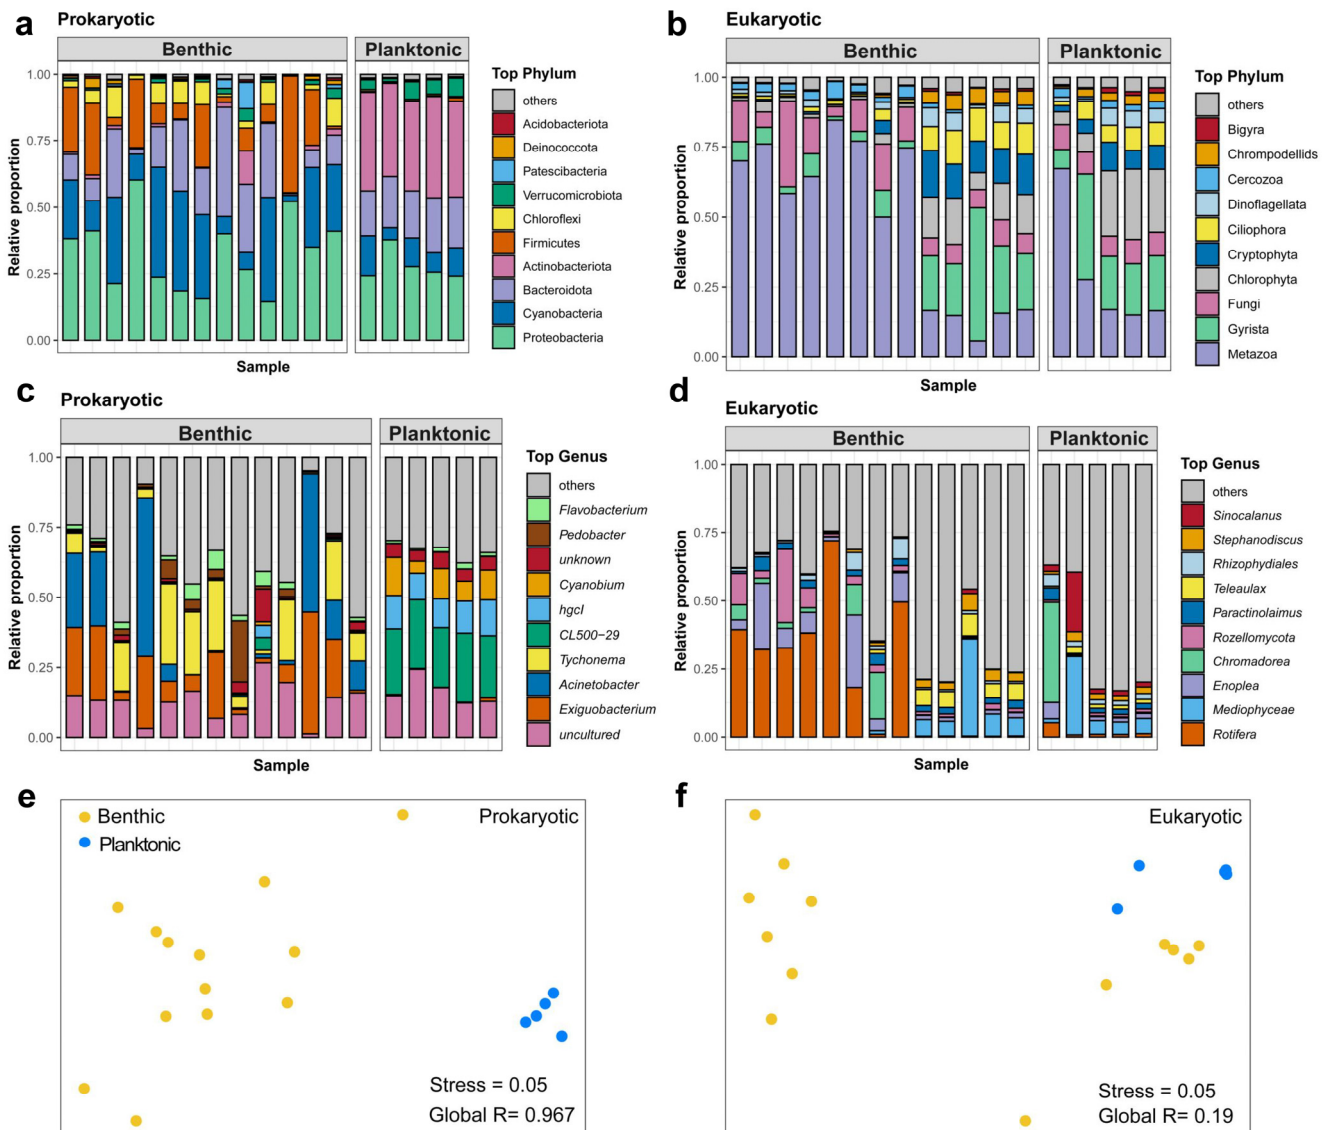 a
Prokaryotic
Benthic
Planktonic
1.00
0.75
0.50
0.25
0.00
Relative proportion
Sample
Top Phylum
others
Acidobacteriota
Deinococcota
Patescibacteria
Verrucomicrobiota
Chloroflexi
Firmicutes
Actinobacteriota
Bacteroidota
Cyanobacteria
Proteobacteria
b
Eukaryotic
Benthic
Planktonic
1.00
0.75
0.50
0.25
0.00
Relative proportion
Sample
Top Phylum
others
Bigyra
Chrompodellids
Cercozoa
Dinoflagellata
Ciliophora
Cryptophyta
Chlorophyta
Fungi
Gyrista
Metazoa
c
Prokaryotic
Benthic
Planktonic
1.00
0.75
0.50
0.25
0.00
Relative proportion
Sample
Top Genus
others
Flavobacterium
Pedobacter
unknown
Cyanobium
hgcI
CL500-29
Tychonema
Acinetobacter
Exiguobacterium
uncultured
d
Eukaryotic
Benthic
Planktonic
1.00
0.75
0.50
0.25
0.00
Relative proportion
Sample
Top Genus
others
Sinocalanus
Stephanodiscus
Rhizophydiales
Teleaulax
Paractinolaimus
Rozellomycota
Chromadorea
Enoplea
Mediophyceae
Rotifera
e
Benthic
Planktonic
Prokaryotic
Stress = 0.05
Global R= 0.967
f
Eukaryotic
Stress = 0.05
Global R= 0.19